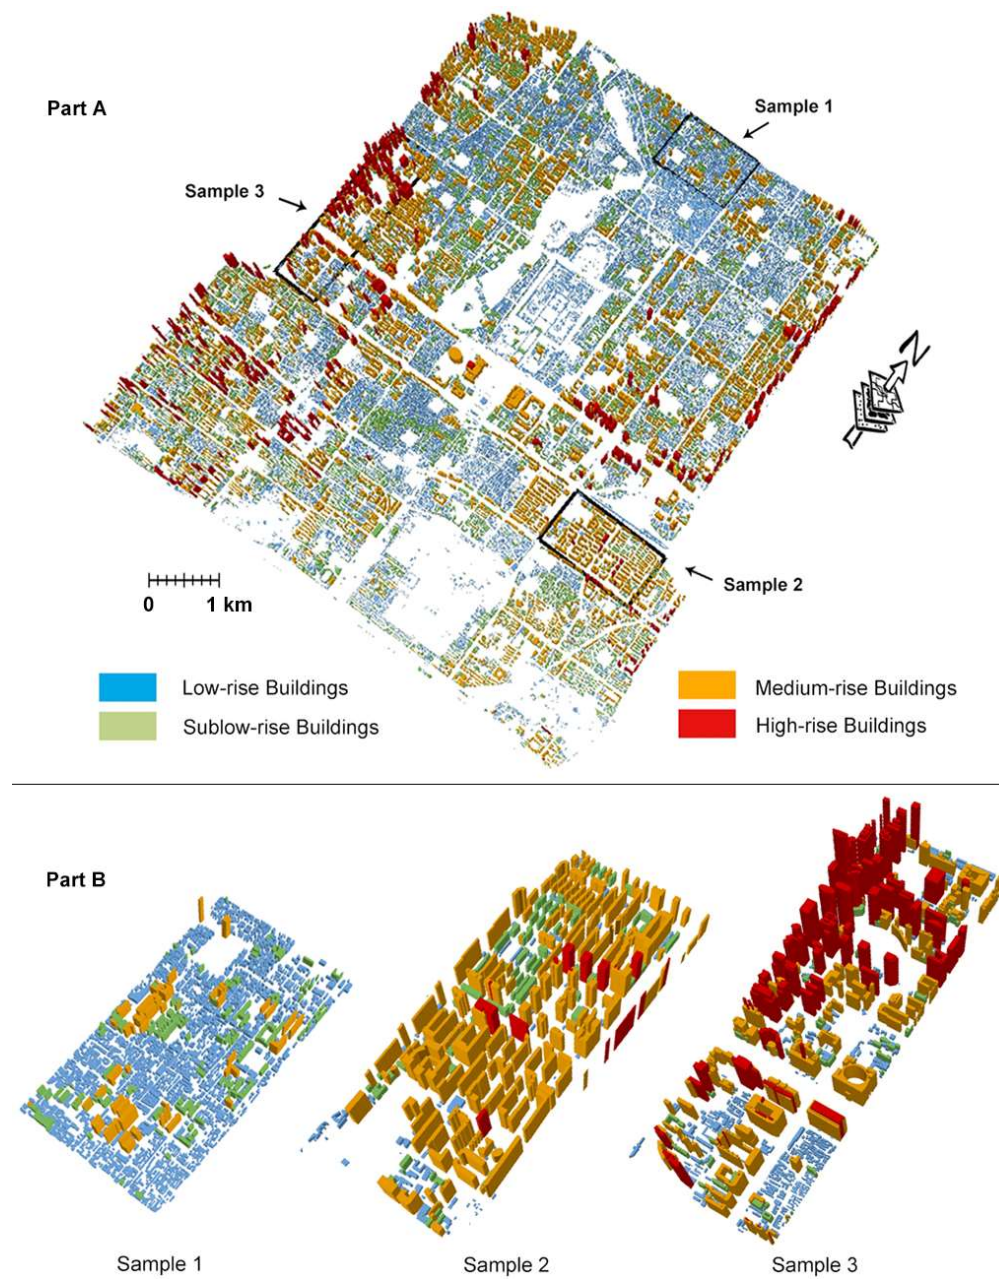 Part A
Sample 1
Sample 3
N
Sample 2
0 1 km
Low-rise Buildings
Medium-rise Buildings
Sublow-rise Buildings
High-rise Buildings
Part B
Sample 1
Sample 2
Sample 3